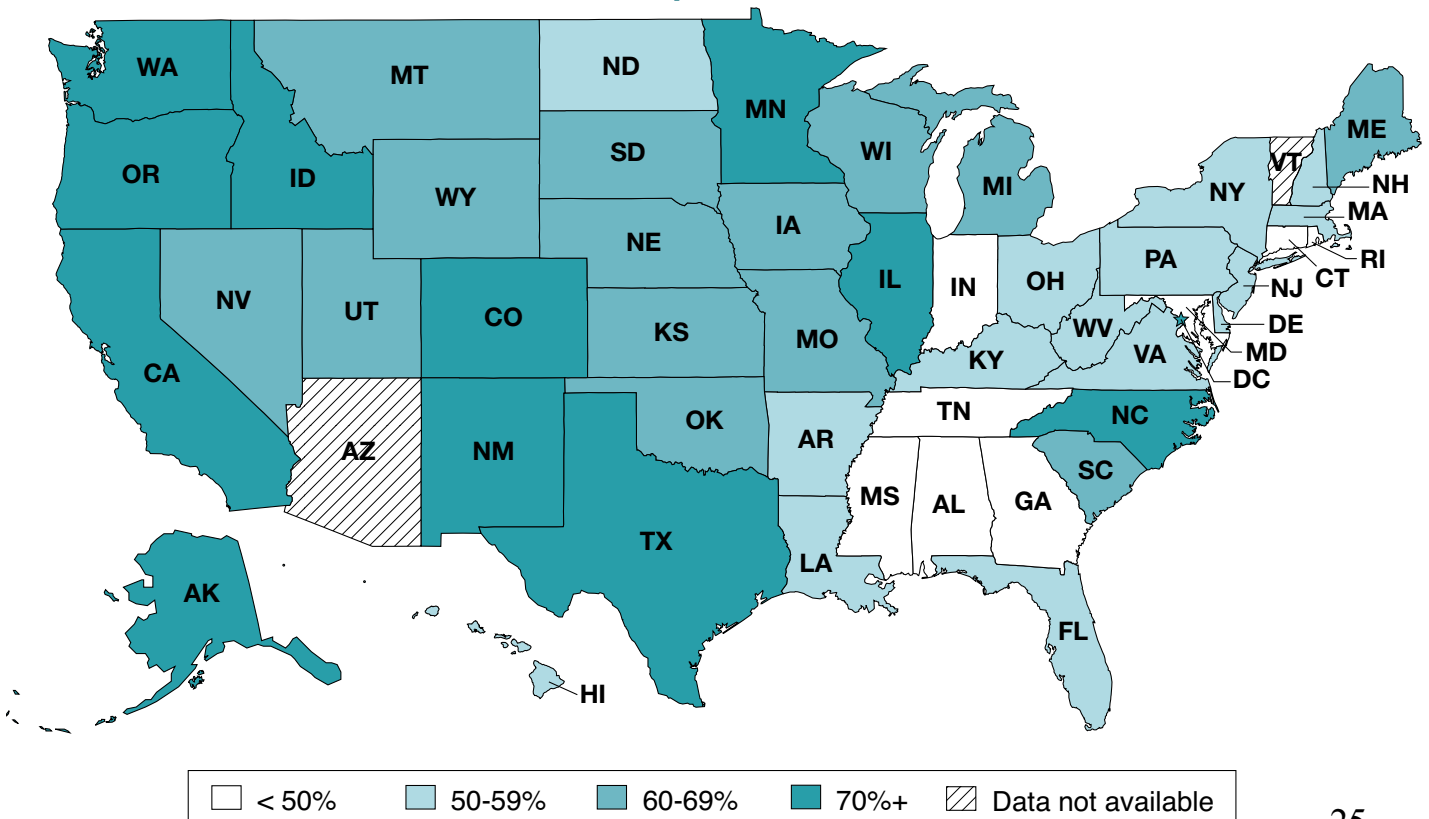 WA
MT
ND
MN
OR
ID
WY
SD
WI
MI
ME
NY
VT
NH
MA
RI
CT
NE
IA
IL
IN
OH
PA
NJ
DE
MD
DC
NV
UT
CO
KS
MO
KY
WV
VA
CA
AZ
NM
OK
AR
TN
NC
SC
MS
AL
GA
TX
LA
FL
AK
HI
< 50%
50-59%
60-69%
70%+
Data not available